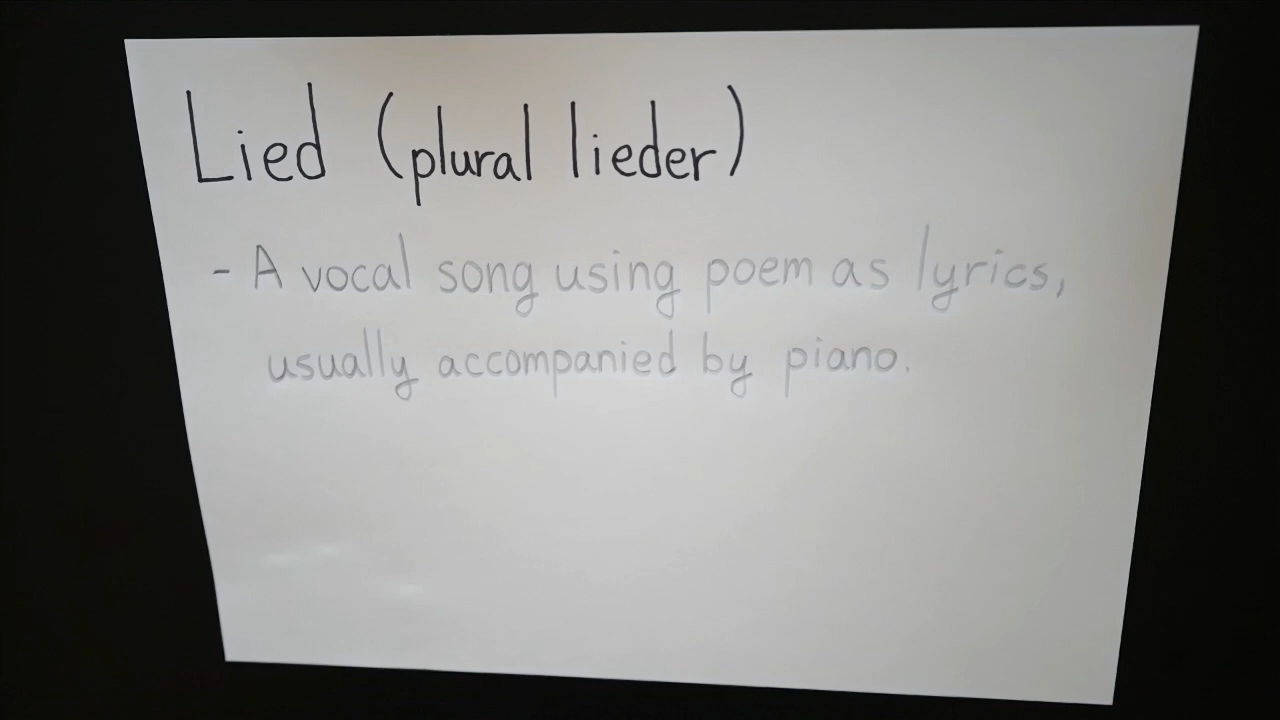 Lied (plural lieder)
- A vocal song using poem as lyrics,
usually accompanied by piano.